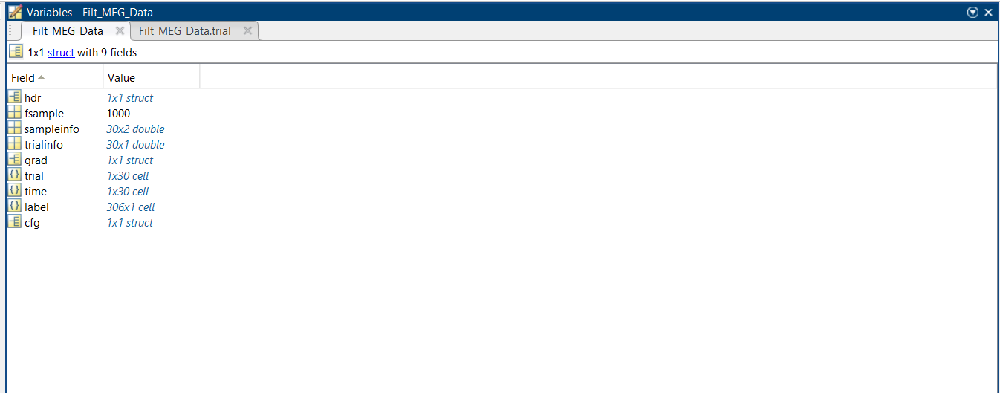 Variables - Filt_MEG_Data
Filt_MEG_Data Filt_MEG_Data.trial
1x1 struct with 9 fields
Field Value
hdr 1x1 struct
fsample 1000
sampleinfo 30x2 double
trialinfo 30x1 double
grad 1x1 struct
trial 1x30 cell
time 1x30 cell
label 306x1 cell
cfg 1x1 struct